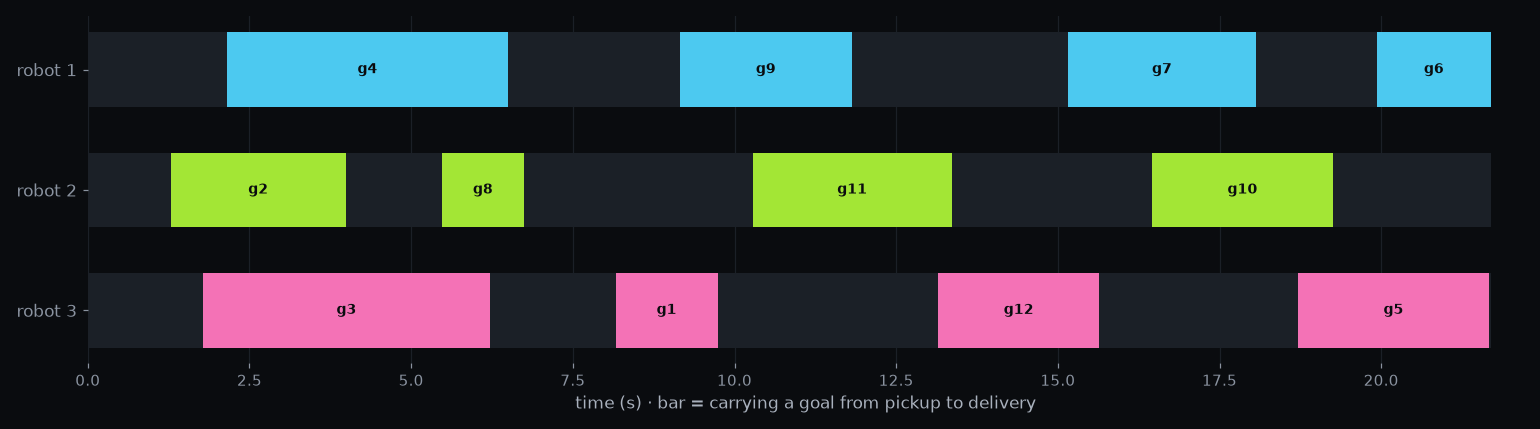 robot 1
g4
g9
g7
g6
robot 2
g2
g8
g11
g10
robot 3
g3
g1
g12
g5
0.0 2.5 5.0 7.5 10.0 12.5 15.0 17.5 20.0
time (s) · bar = carrying a goal from pickup to delivery